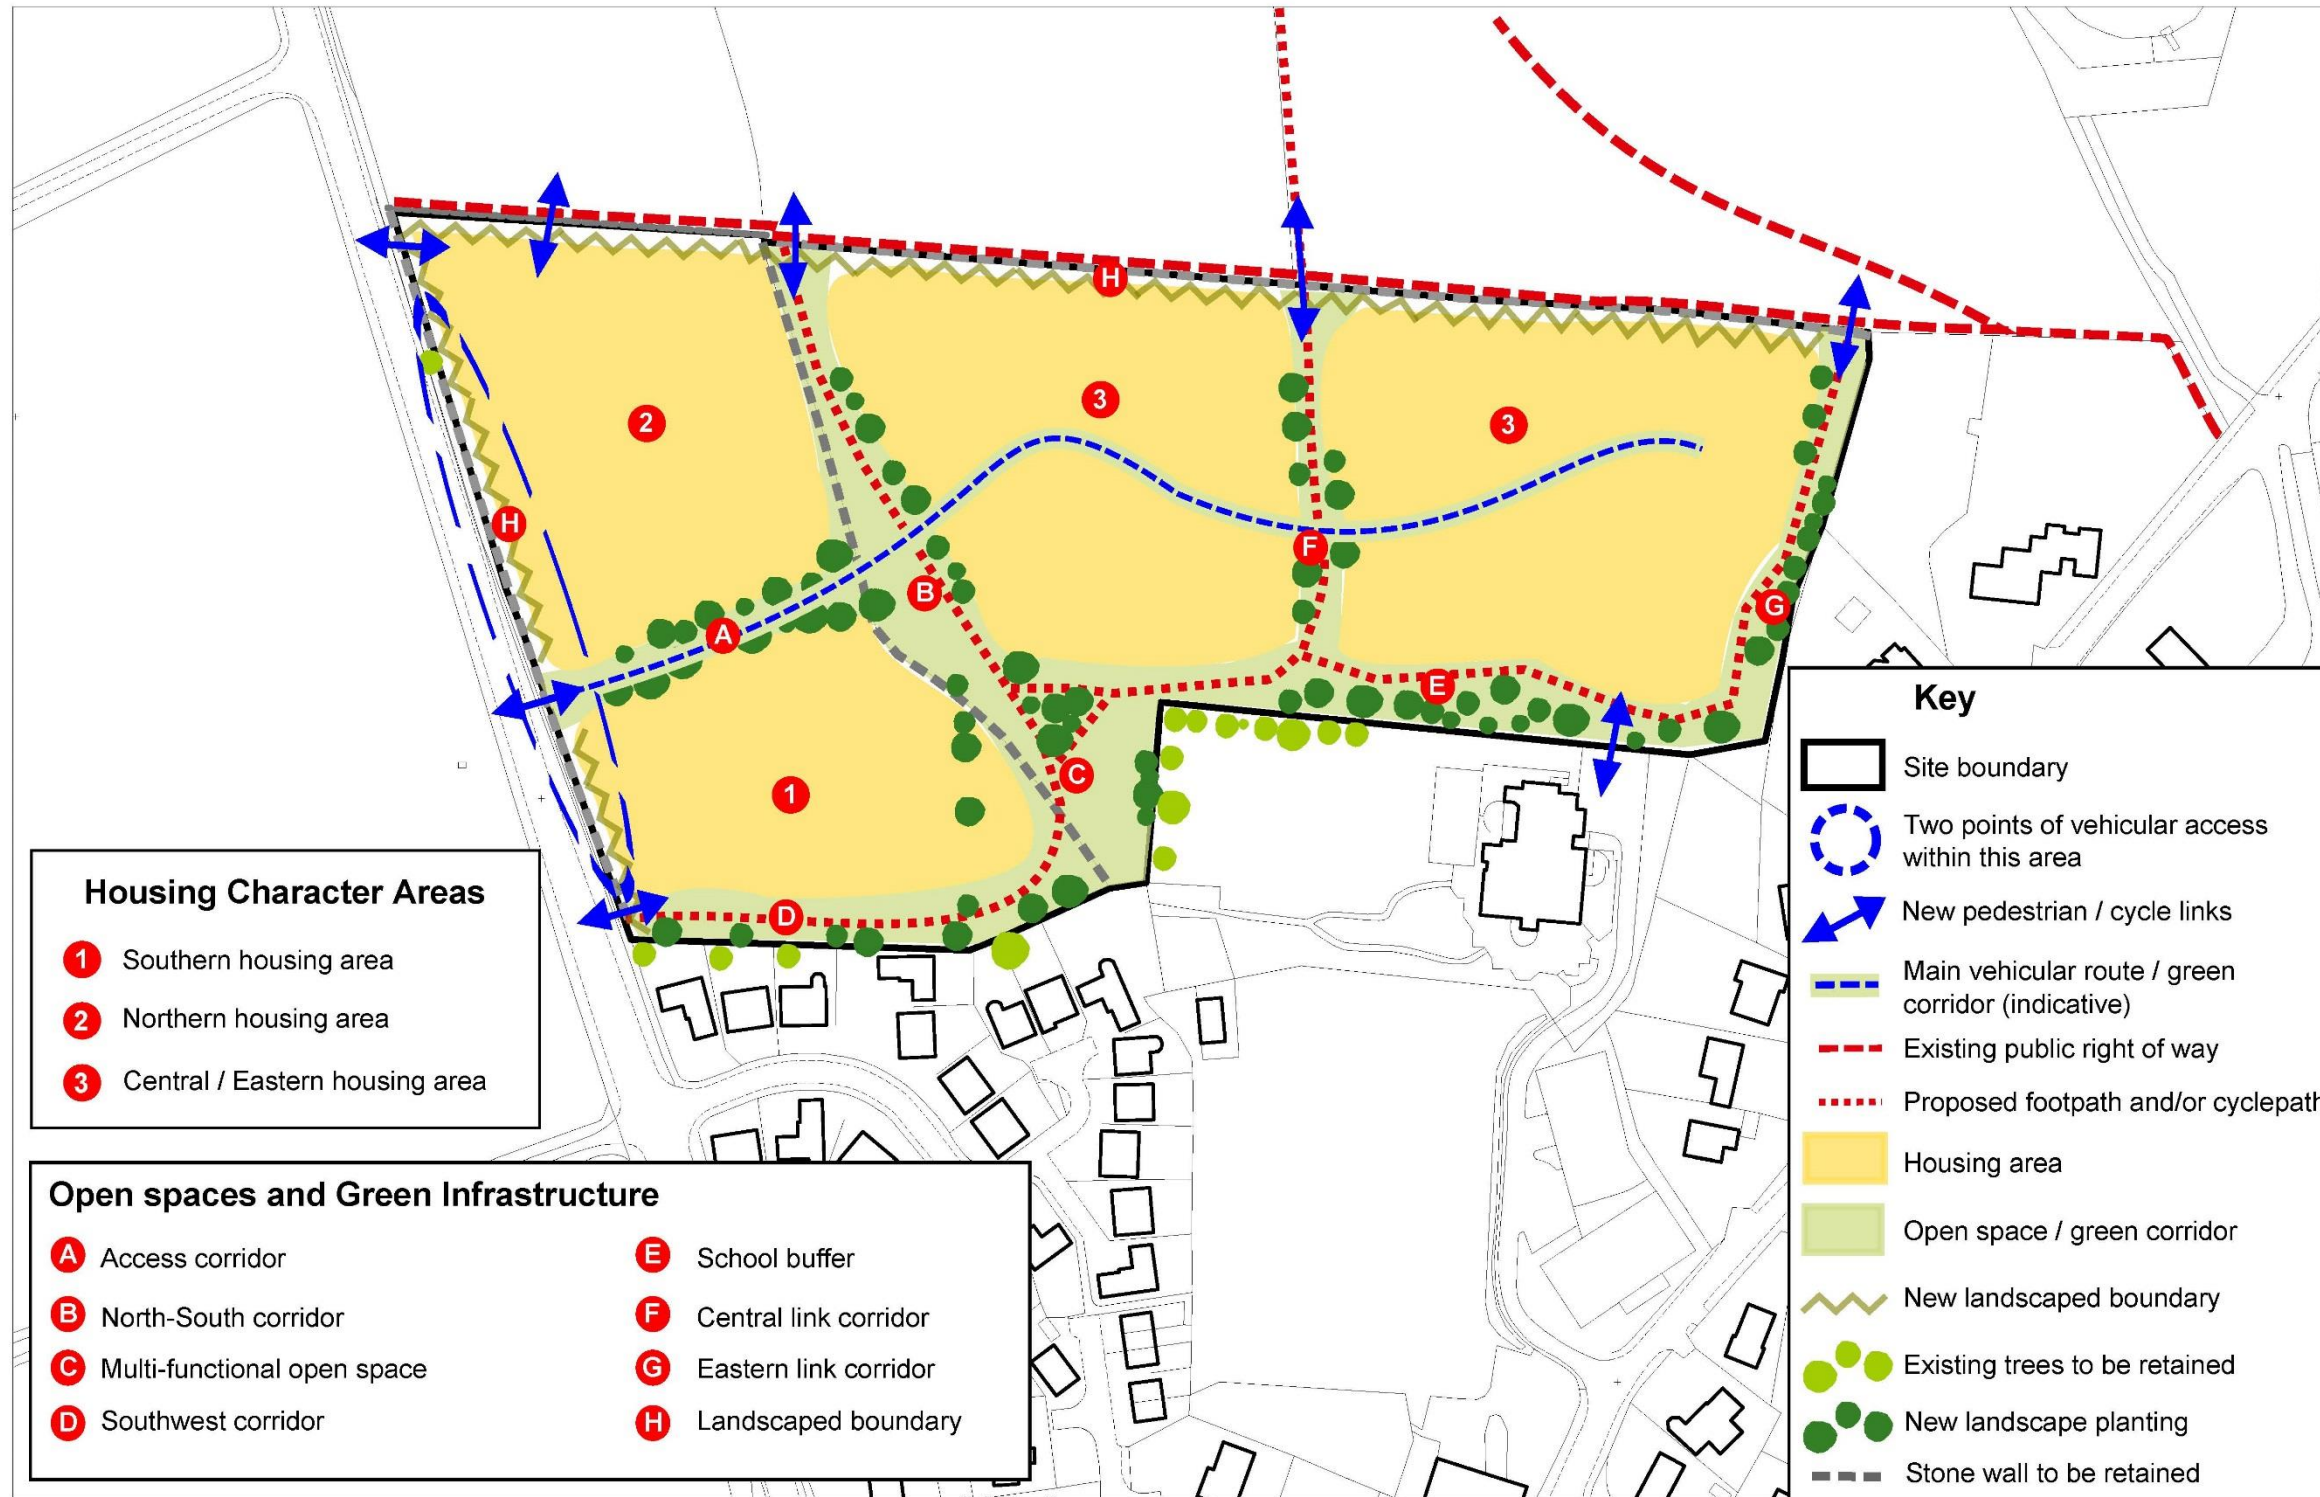 H
2
3
3
H
B
F
A
G
E
C
1
D
Housing Character Areas
1 Southern housing area
2 Northern housing area
3 Central / Eastern housing area
Open spaces and Green Infrastructure
A Access corridor
B North-South corridor
C Multi-functional open space
D Southwest corridor
E School buffer
F Central link corridor
G Eastern link corridor
H Landscaped boundary
Key
Site boundary
Two points of vehicular access
within this area
New pedestrian / cycle links
Main vehicular route / green
corridor (indicative)
Existing public right of way
Proposed footpath and/or cyclepath
Housing area
Open space / green corridor
New landscaped boundary
Existing trees to be retained
New landscape planting
Stone wall to be retained